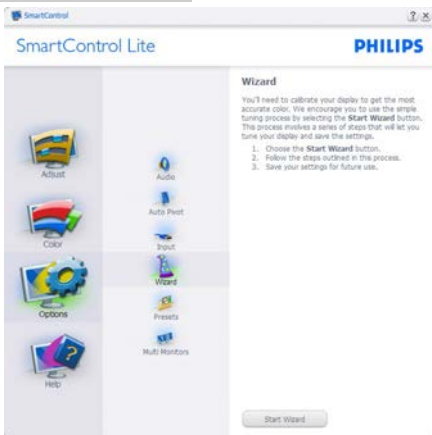 SmartControl
? x
SmartControl Lite
PHILIPS
Adjust
Color
Options
Help
Audio
Auto Pivot
Input
Wizard
Presets
Multi Monitors
Wizard
You'll need to calibrate your display to get the most
accurate color. We encourage you to use the simple
tuning process by selecting the Start Wizard button.
This process involves a series of steps that will let you
tune your display and save the settings.
1. Choose the Start Wizard button.
2. Follow the steps outlined in this process.
3. Save your settings for future use.
Start Wizard